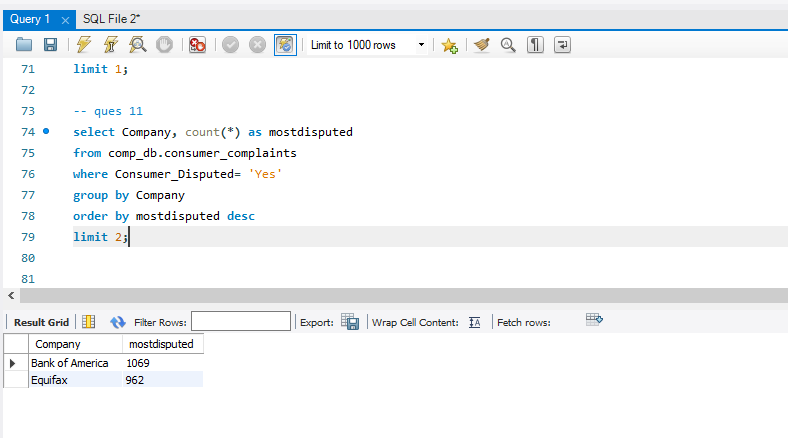 Query 1 × SQL File 2*
Limit to 1000 rows
71 limit 1;
72
73 -- ques 11
74 select Company, count(*) as mostdisputed
75 from comp_db.consumer_complaints
76 where Consumer_Disputed= 'Yes'
77 group by Company
78 order by mostdisputed desc
79 limit 2;
80
81
Result Grid Filter Rows: Export: Wrap Cell Content: Fetch rows:
Company mostdisputed
Bank of America 1069
Equifax 962